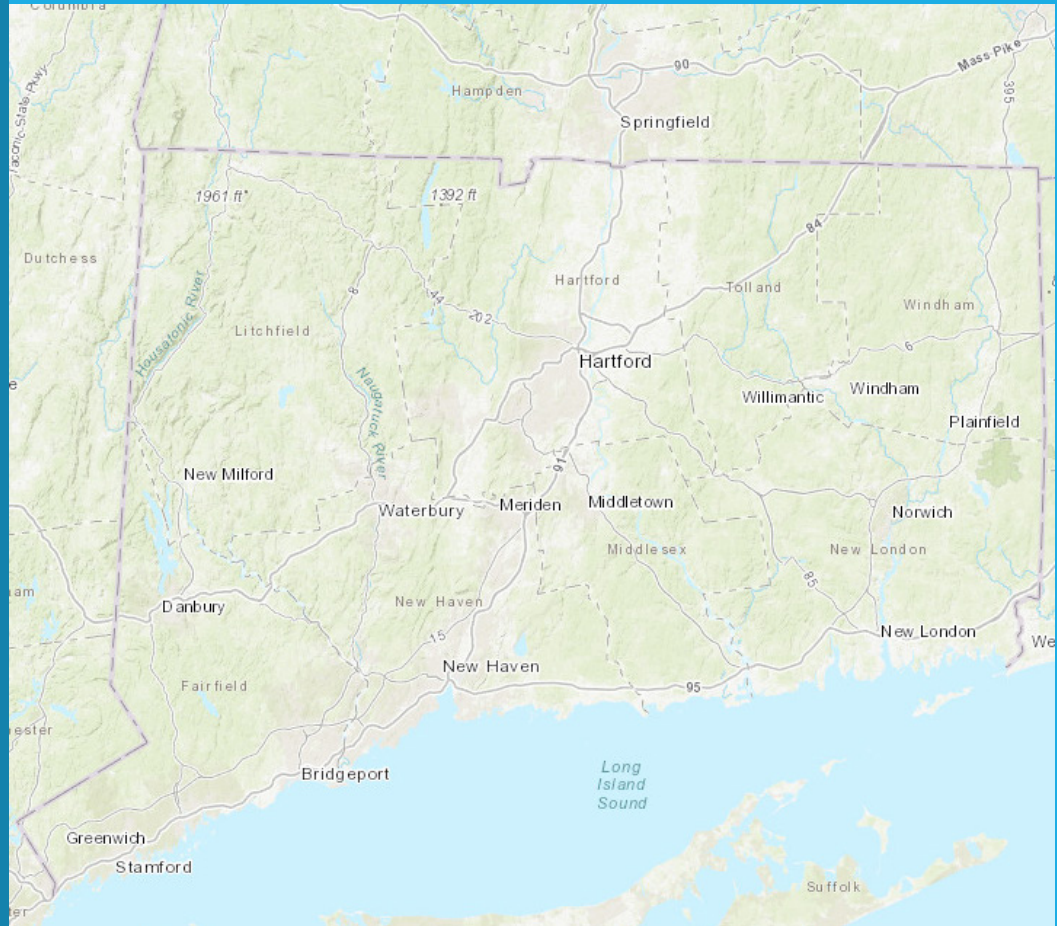 Columbia
Taconic-State-Pkwy
90
Mass Pike
Hampden
395
Springfield
1961 ft
1392 ft
84
Dutchess
Hartford
Tolland
Housatonic River
8
44
202
Windham
Litchfield
6
Hartford
Naugatuck River
Willimantic
Windham
Plainfield
91
New Milford
Waterbury
Meriden
Middletown
Norwich
Middlesex
New London
85
Danbury
New Haven
15
New London
We
New Haven
Fairfield
95
Bridgeport
Long
Island
Sound
Greenwich
Stamford
Suffolk